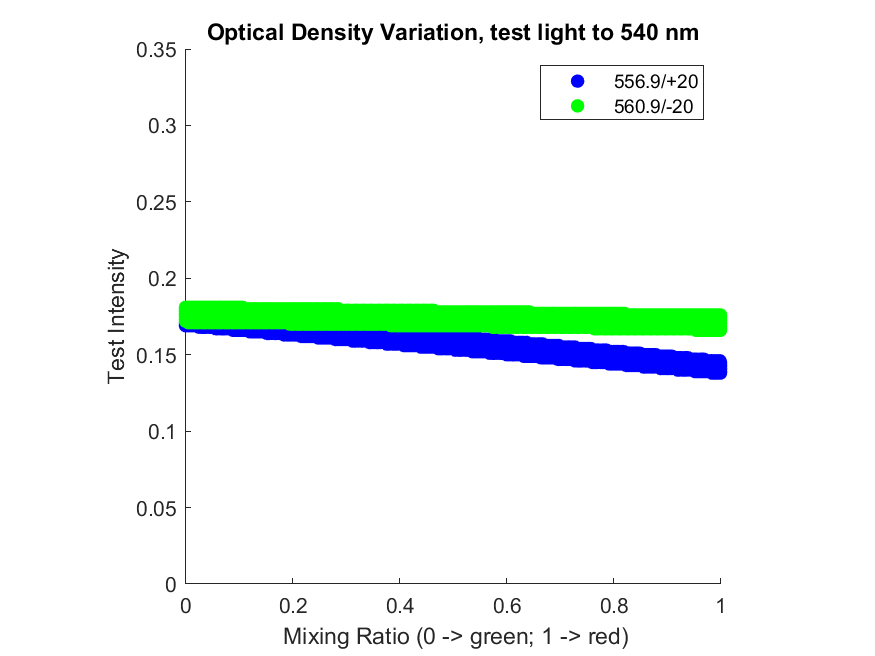 Optical Density Variation, test light to 540 nm
0.35
0.3
0.25
0.2
0.15
0.1
0.05
0
Test Intensity
556.9/+20
560.9/-20
0 0.2 0.4 0.6 0.8 1
Mixing Ratio (0 -> green; 1 -> red)